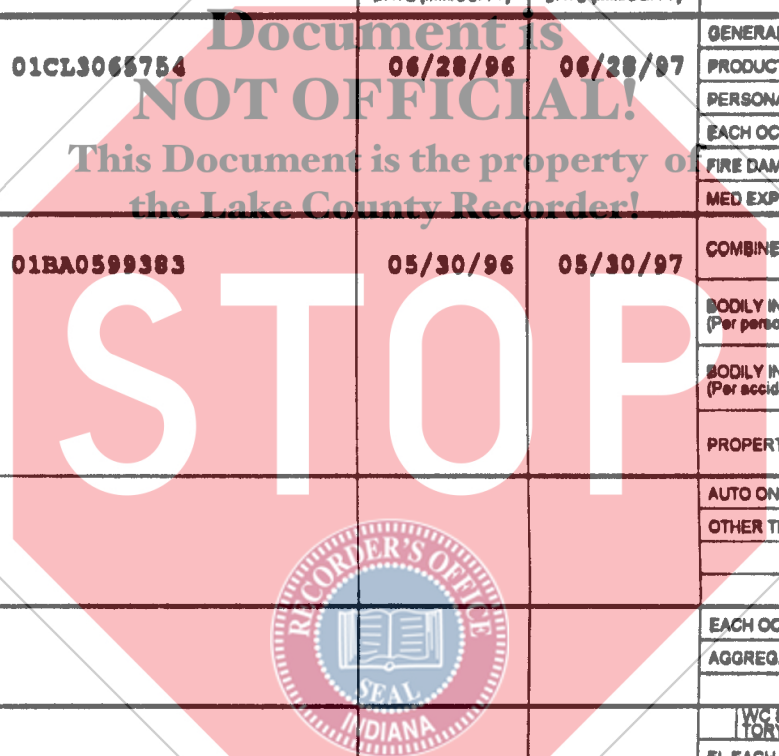 Document is
NOT OFFICIAL!
This Document is the property of
the Lake County Recorder!
STOP
01CL3065754 06/28/96 06/28/97
GENERAL
PRODUCT
PERSONA
EACH OC
FIRE DAM
MED EXP
01BA0599383 05/30/96 05/30/97
COMBINE
BODILY IN
(Per perso
BODILY IN
(Per accid
PROPERT
AUTO ON
OTHER T
EACH OC
AGGREGA
WC
TORY
EL EACH
RECORDER'S OFFICE
SEAL
INDIANA